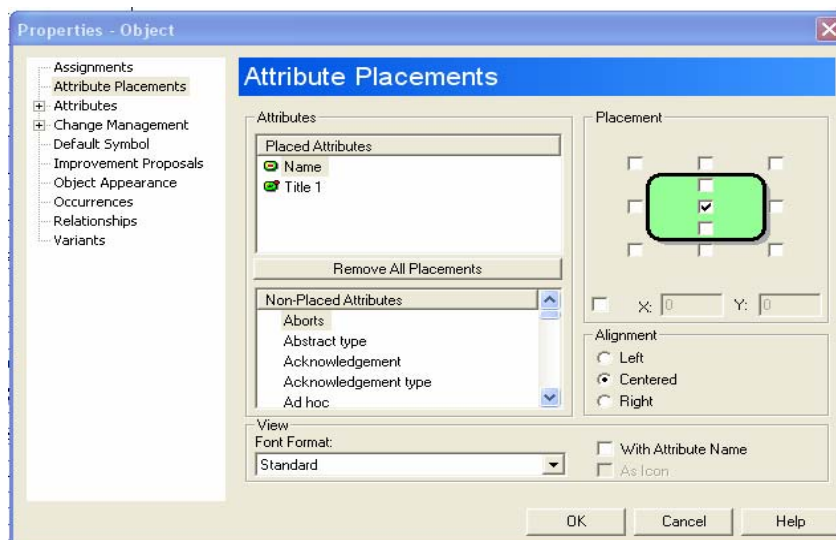 Properties - Object
Assignments
Attribute Placements
Attributes
Change Management
Default Symbol
Improvement Proposals
Object Appearance
Occurrences
Relationships
Variants
Attribute Placements
Attributes
Placed Attributes
Name
Title 1
Remove All Placements
Non-Placed Attributes
Aborts
Abstract type
Acknowledgement
Acknowledgement type
Ad hoc
Placement
X: 0 Y: 0
Alignment
Left
Centered
Right
View
Font Format:
Standard
With Attribute Name
As Icon
OK Cancel Help